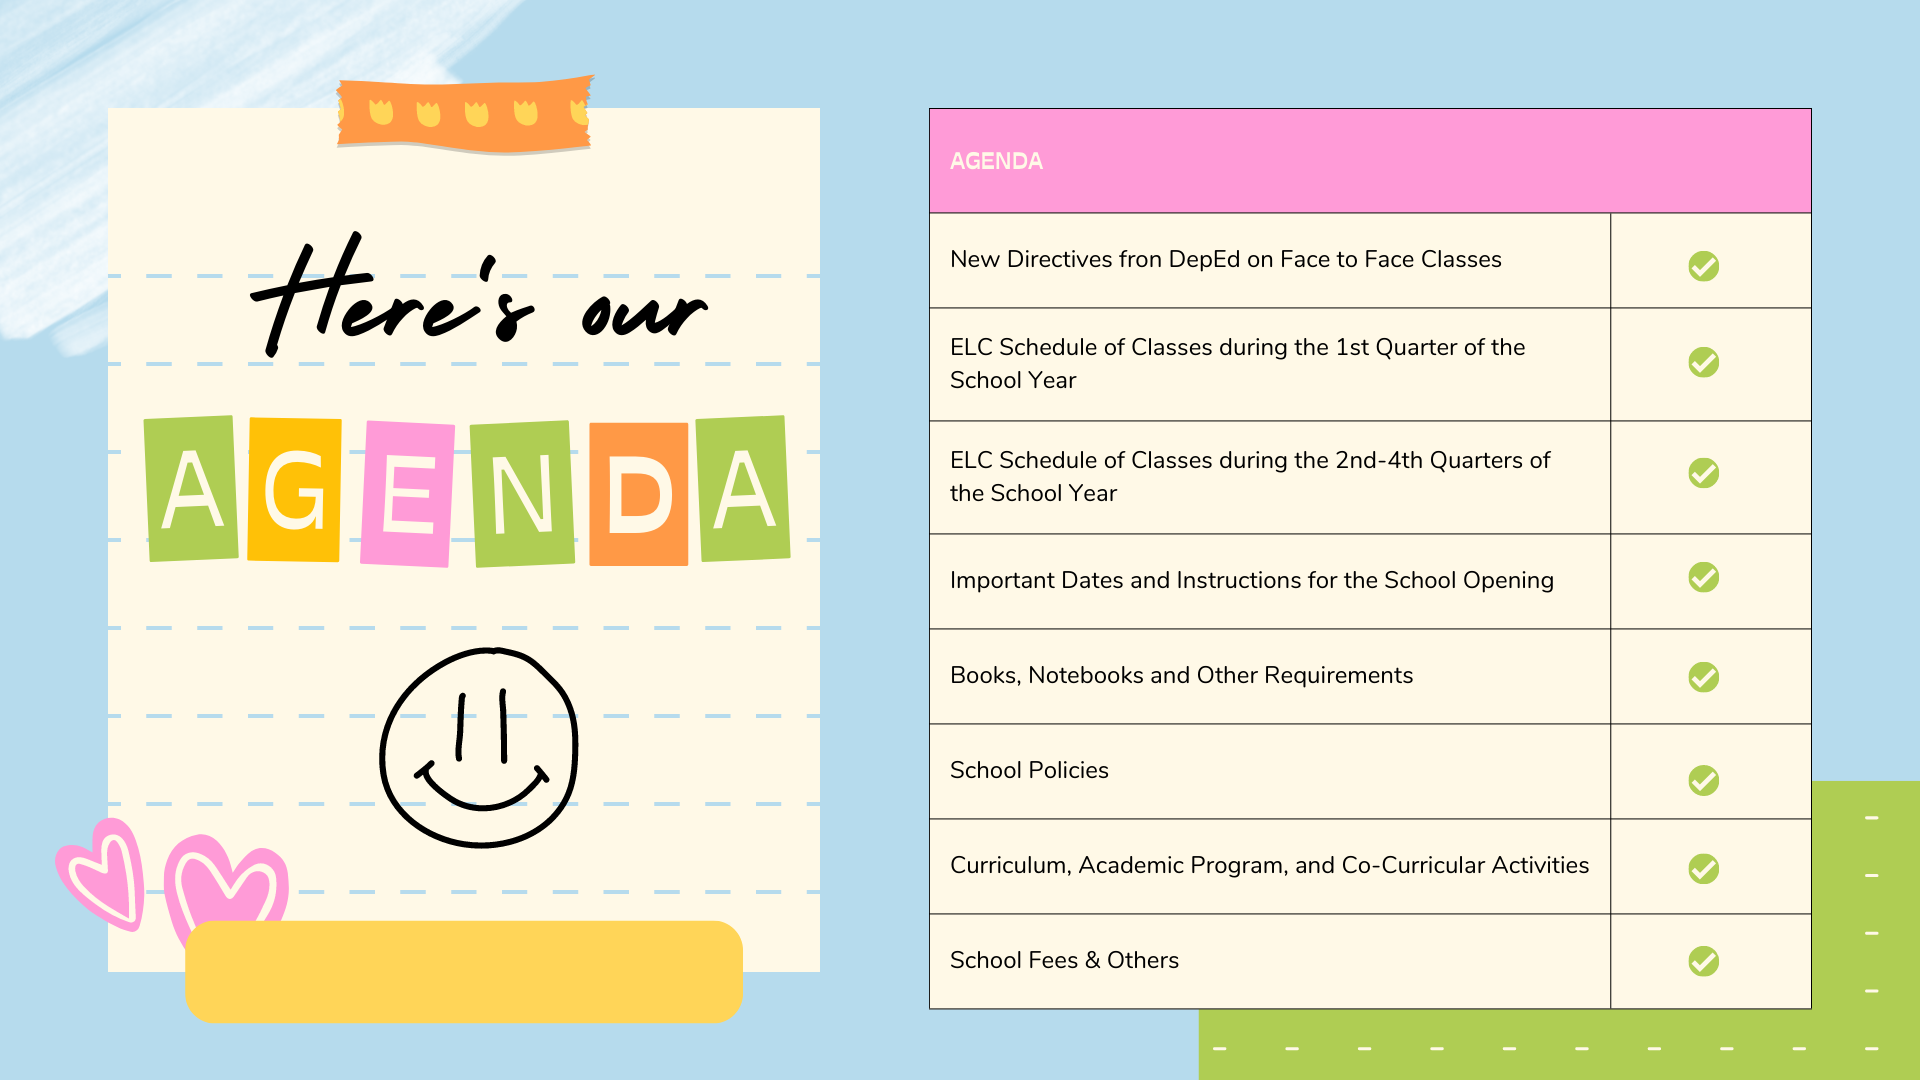 Here's our
AGENDA
AGENDA
New Directives fron DepEd on Face to Face Classes
ELC Schedule of Classes during the 1st Quarter of the
School Year
ELC Schedule of Classes during the 2nd-4th Quarters of
the School Year
Important Dates and Instructions for the School Opening
Books, Notebooks and Other Requirements
School Policies
Curriculum, Academic Program, and Co-Curricular Activities
School Fees & Others